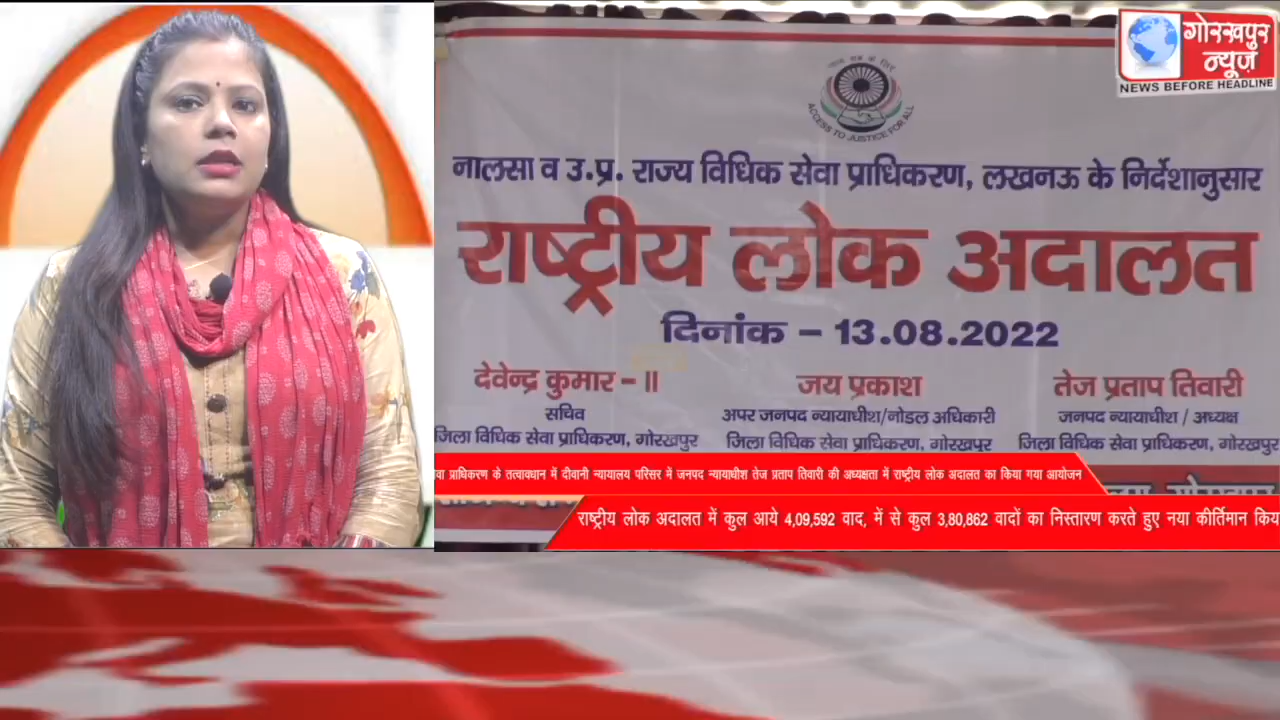 गोरखपुर
न्यूज़
NEWS BEFORE HEADLINE
ACCESS TO JUSTICE FOR ALL
नालसा व उ.प्र. राज्य विधिक सेवा प्राधिकरण, लखनऊ के निर्देशानुसार
राष्ट्रीय लोक अदालत
दिनांक – 13.08.2022
देवेन्द्र कुमार – II जय प्रकाश तेज प्रताप तिवारी
सचिव अपर जनपद न्यायाधीश/नोडल अधिकारी जनपद न्यायाधीश / अध्यक्ष
जिला विधिक सेवा प्राधिकरण, गोरखपुर जिला विधिक सेवा प्राधिकरण, गोरखपुर जिला विधिक सेवा प्राधिकरण, गोरखपुर
वा प्राधिकरण के तत्वावधान में दीवानी न्यायालय परिसर में जनपद न्यायाधीश तेज प्रताप तिवारी की अध्यक्षता में राष्ट्रीय लोक अदालत का किया गया आयोजन
राष्ट्रीय लोक अदालत में कुल आये 4,09,592 वाद, में से कुल 3,80,862 वादों का निस्तारण करते हुए नया कीर्तिमान किय